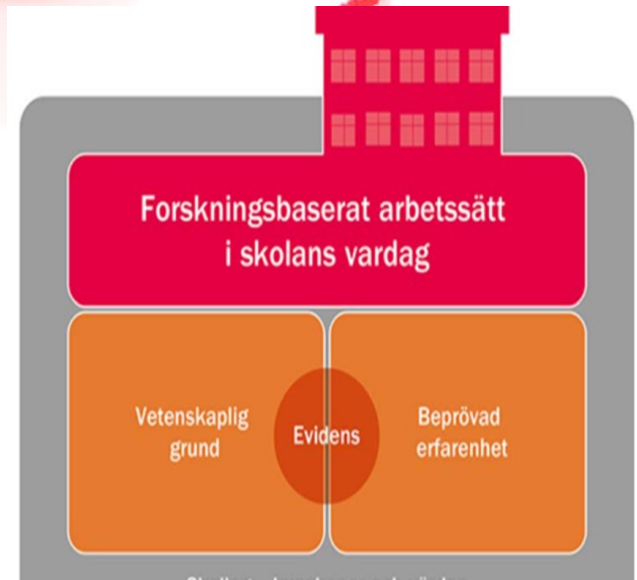 Forskningsbaserat arbetssätt
i skolans vardag
Vetenskaplig
grund
Evidens
Beprövad
erfarenhet